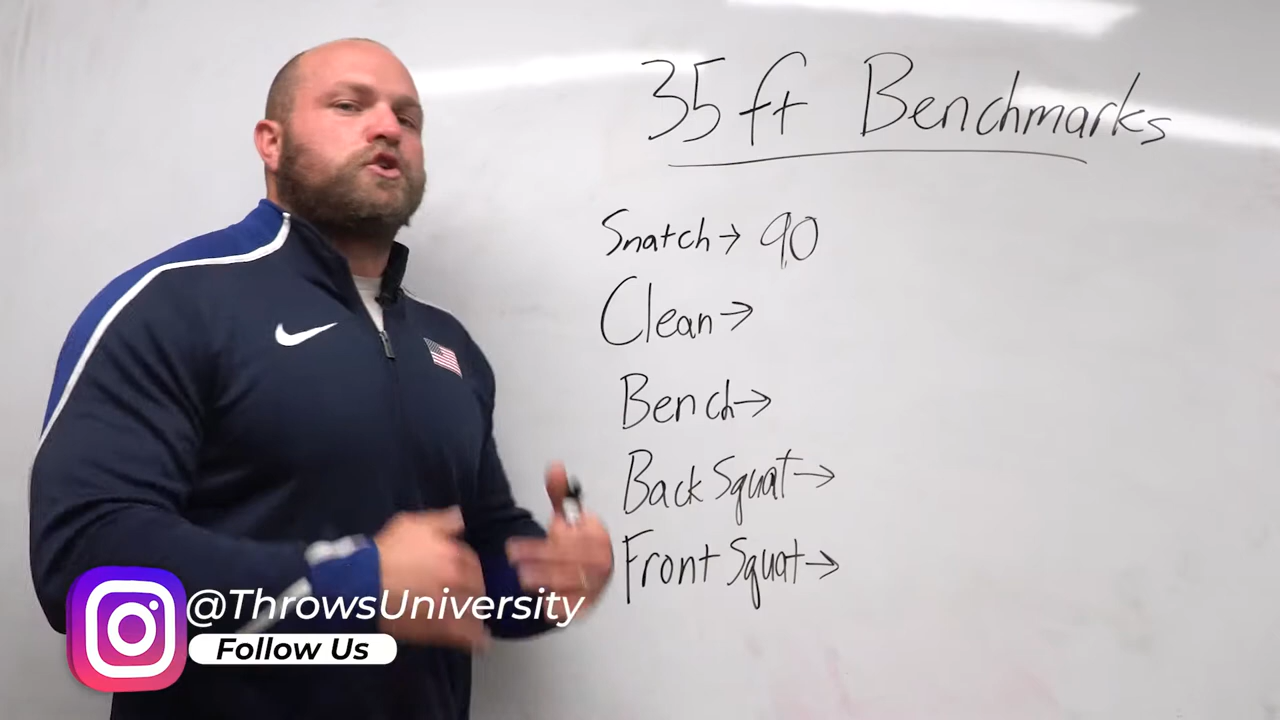 35 ft Benchmarks
Snatch → 90
Clean →
Bench →
Back Squat →
Front Squat →
@ThrowsUniversity
Follow Us